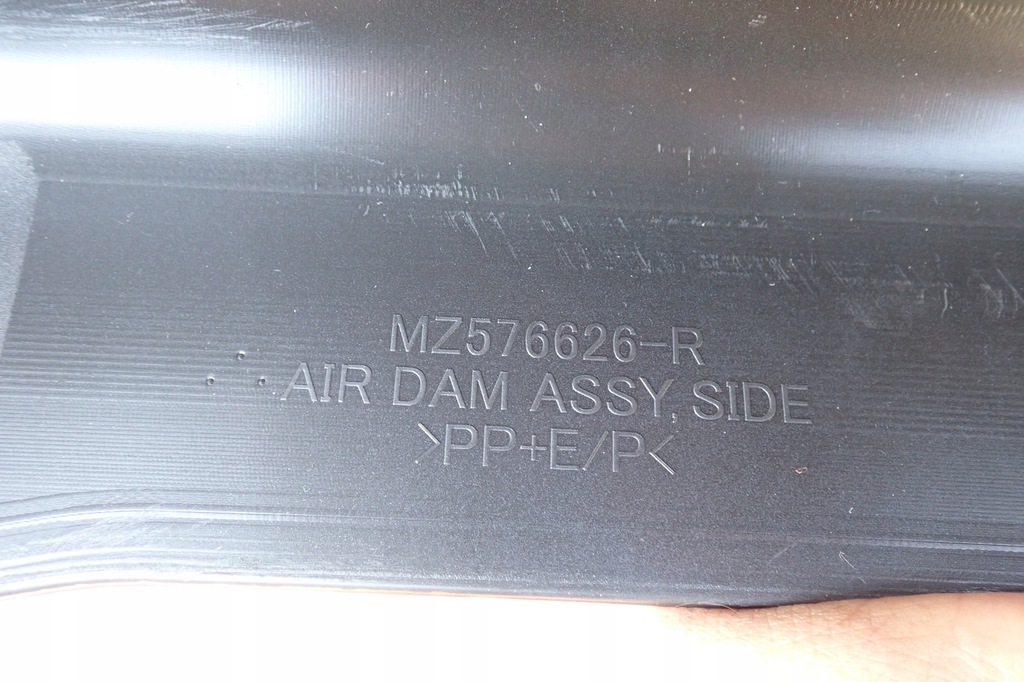 MZ576626-R
AIR DAM ASSY, SIDE
>PP+E/P<